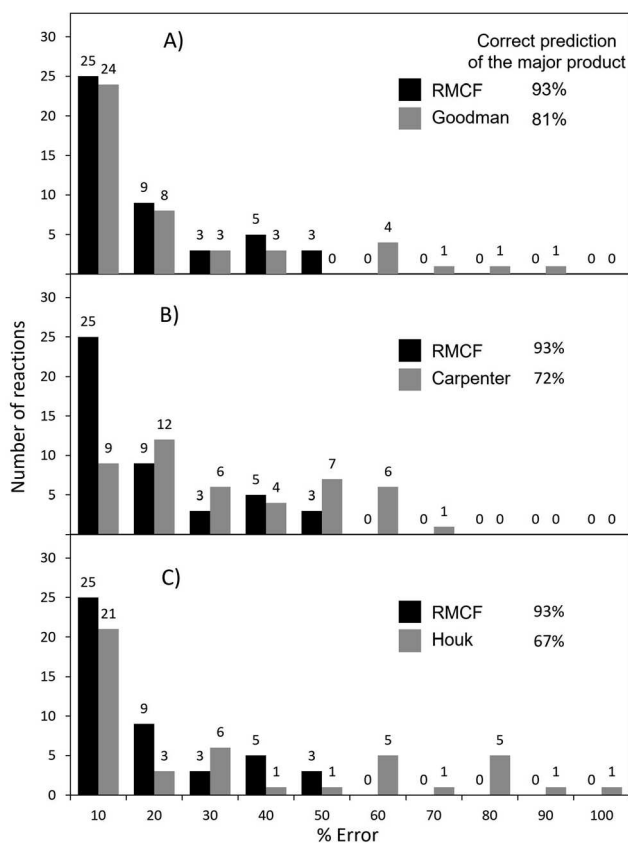 A)
Correct prediction
of the major product
RMCF 93%
Goodman 81%
30
25
20
15
10
5
25 24 9 8 3 3 5 3 3 0 0 4 0 1 0 1 0 1 0 0
B)
RMCF 93%
Carpenter 72%
Number of reactions
30
25
20
15
10
5
25 9 9 12 3 6 5 4 3 7 0 6 0 1 0 0 0 0 0 0
C)
RMCF 93%
Houk 67%
30
25
20
15
10
5
0
25 21 9 3 3 6 5 1 3 1 0 5 0 1 0 5 0 1 0 1
10 20 30 40 50 60 70 80 90 100
% Error